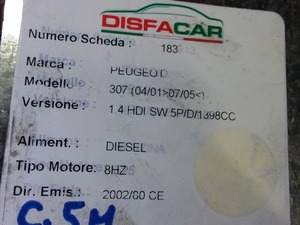 DISFACAR
Numero Scheda : 183
Marca : PEUGEOT
Modello : 307 (04/01>07/05<)
Versione : 1.4 HDI SW 5P/D/1398CC
Aliment. : DIESEL
Tipo Motore: 8HZ
Dir. Emis.: 2002/80 CE
C. 5M